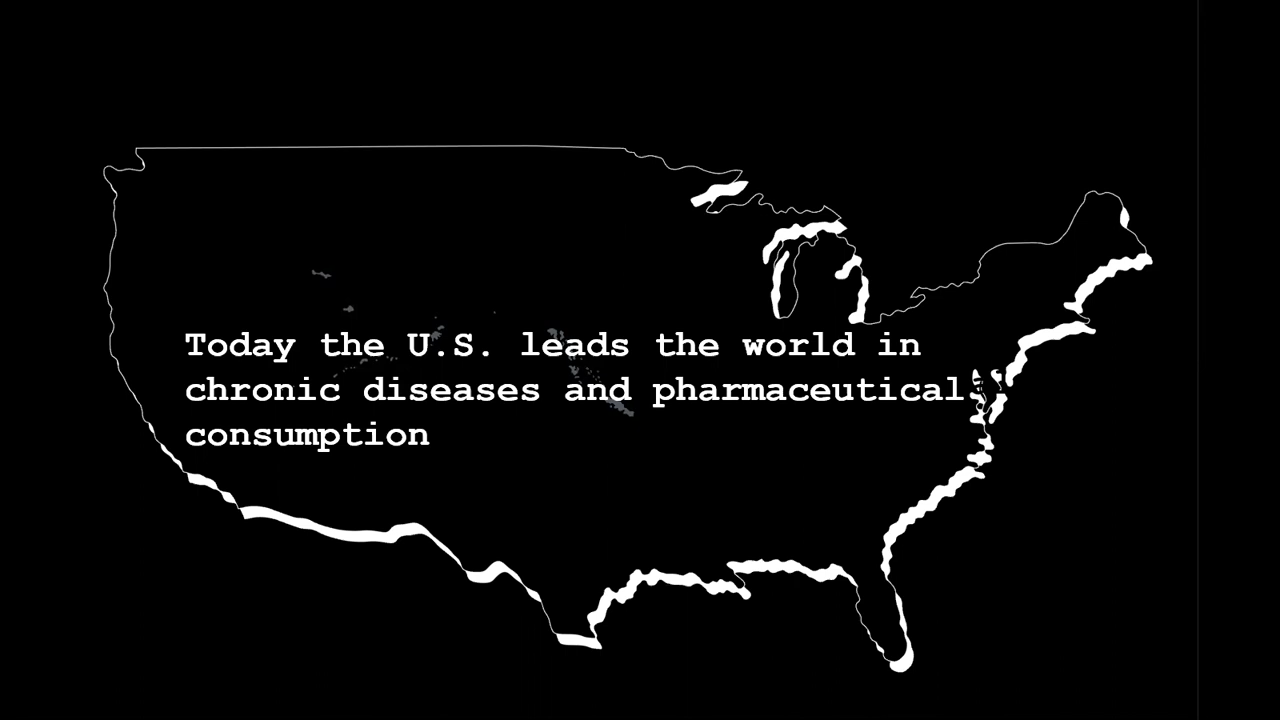 Today the U.S. leads the world in
chronic diseases and pharmaceutical
consumption